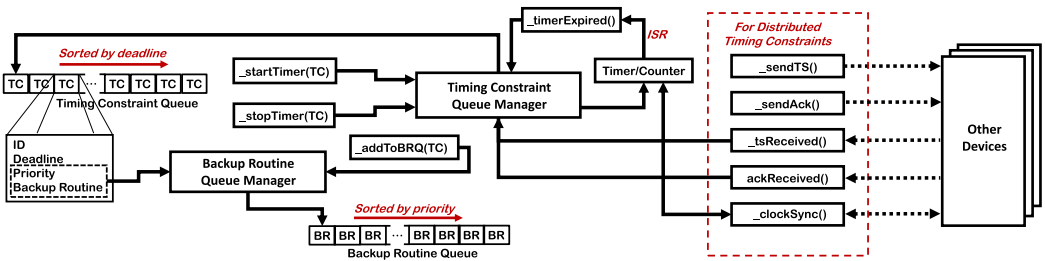 _timerExpired()
ISR
For Distributed
Timing Constraints
Sorted by deadline
TC TC TC ... TC TC TC TC
Timing Constraint Queue
_startTimer(TC)
_stopTimer(TC)
Timing Constraint
Queue Manager
Timer/Counter
_sendTS()
_sendAck()
_tsReceived()
ackReceived()
_clockSync()
Other
Devices
ID
Deadline
Priority
Backup Routine
Backup Routine
Queue Manager
_addToBRQ(TC)
Sorted by priority
BR BR BR ... BR BR BR BR
Backup Routine Queue